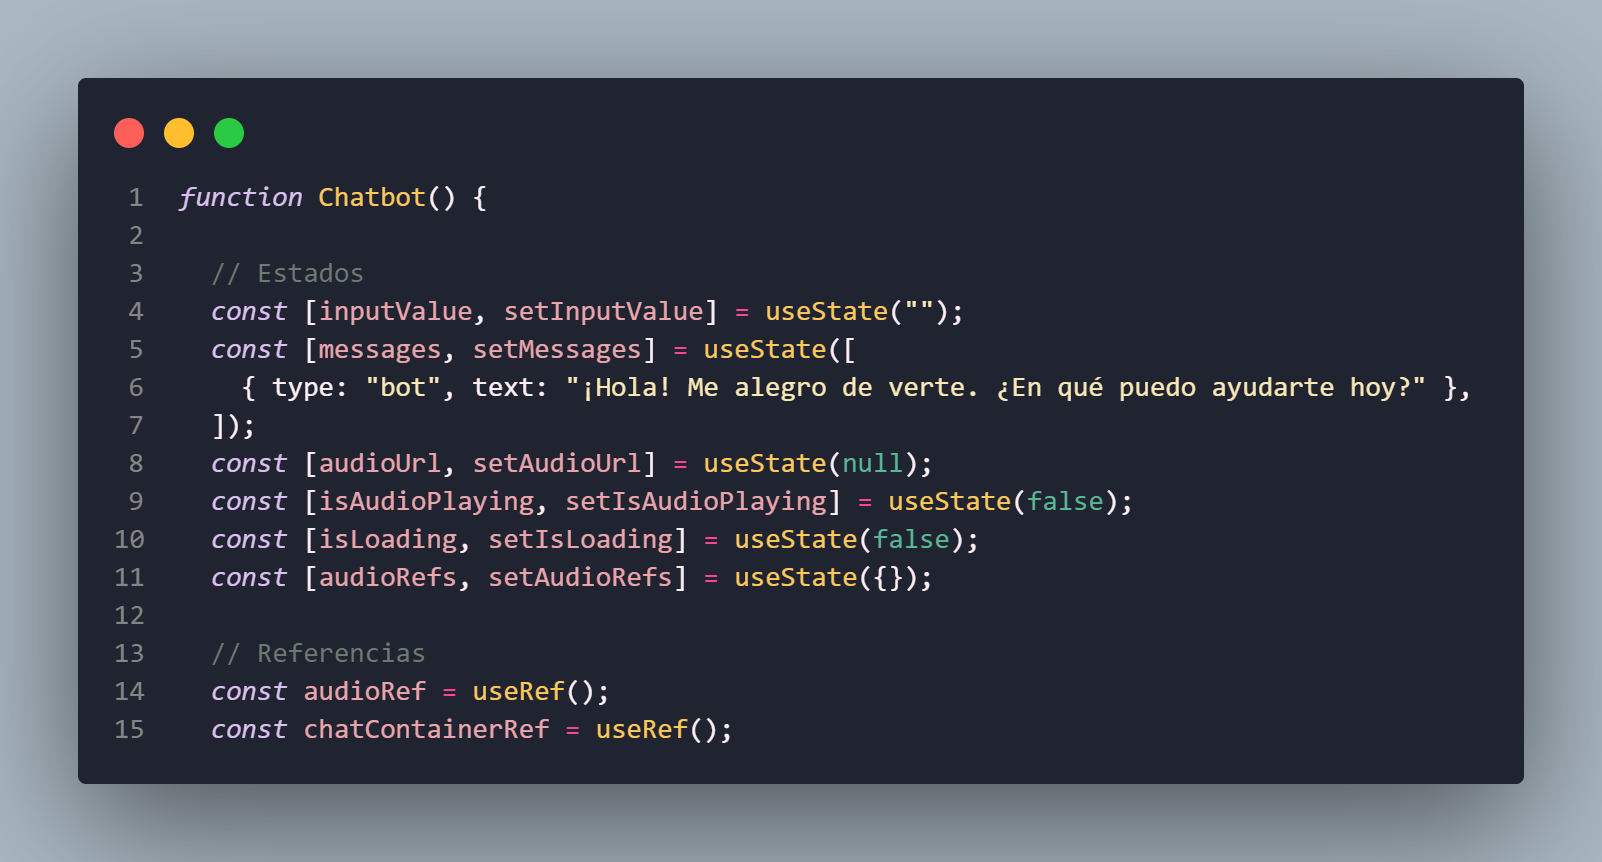 1 function Chatbot() {
2
3 // Estados
4 const [inputValue, setInputValue] = useState("");
5 const [messages, setMessages] = useState([
6 { type: "bot", text: "¡Hola! Me alegro de verte. ¿En qué puedo ayudarte hoy?" },
7 ]);
8 const [audioUrl, setAudioUrl] = useState(null);
9 const [isAudioPlaying, setIsAudioPlaying] = useState(false);
10 const [isLoading, setIsLoading] = useState(false);
11 const [audioRefs, setAudioRefs] = useState({});
12
13 // Referencias
14 const audioRef = useRef();
15 const chatContainerRef = useRef();